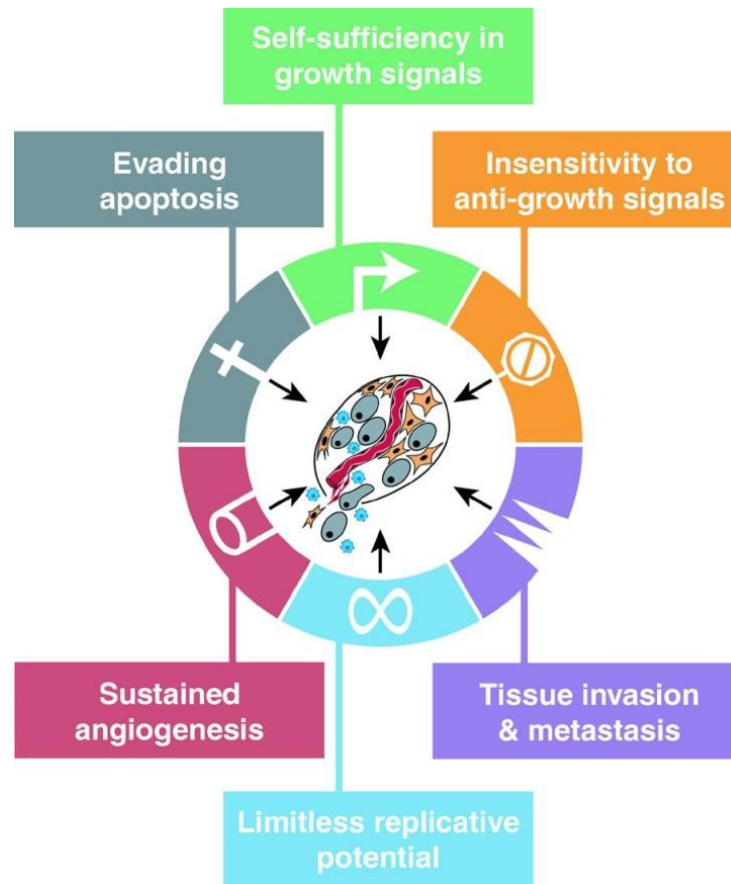 Self-sufficiency in
growth signals
Evading
apoptosis
Insensitivity to
anti-growth signals
Sustained
angiogenesis
Tissue invasion
& metastasis
Limitless replicative
potential